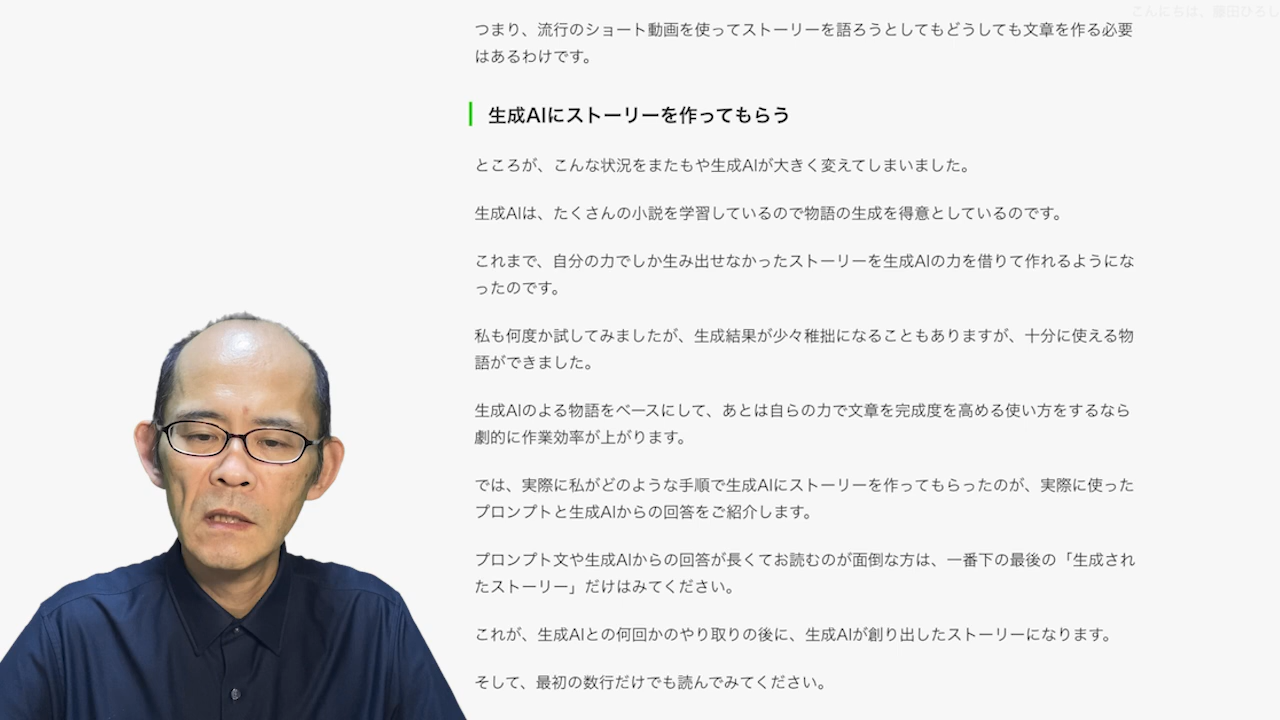 こんにちは、藤田ひろし
つまり、流行のショート動画を使ってストーリーを語ろうとしてもどうしても文章を作る必要
はあるわけです。
生成AIにストーリーを作ってもらう
ところが、こんな状況をまたもや生成AIが大きく変えてしまいました。
生成AIは、たくさんの小説を学習しているので物語の生成を得意としているのです。
これまで、自分の力でしか生み出せなかったストーリーを生成AIの力を借りて作れるようにな
ったのです。
私も何度か試してみましたが、生成結果が少々稚拙になることもありますが、十分に使える物
語ができました。
生成AIのよる物語をベースにして、あとは自らの力で文章を完成度を高める使い方をするなら
劇的に作業効率が上がります。
では、実際に私がどのような手順で生成AIにストーリーを作ってもらったのが、実際に使った
プロンプトと生成AIからの回答をご紹介します。
プロンプト文や生成AIからの回答が長くてお読むのが面倒な方は、一番下の最後の「生成され
たストーリー」だけはみてください。
これが、生成AIとの何回かのやり取りの後に、生成AIが創り出したストーリーになります。
そして、最初の数行だけでも読んでみてください。